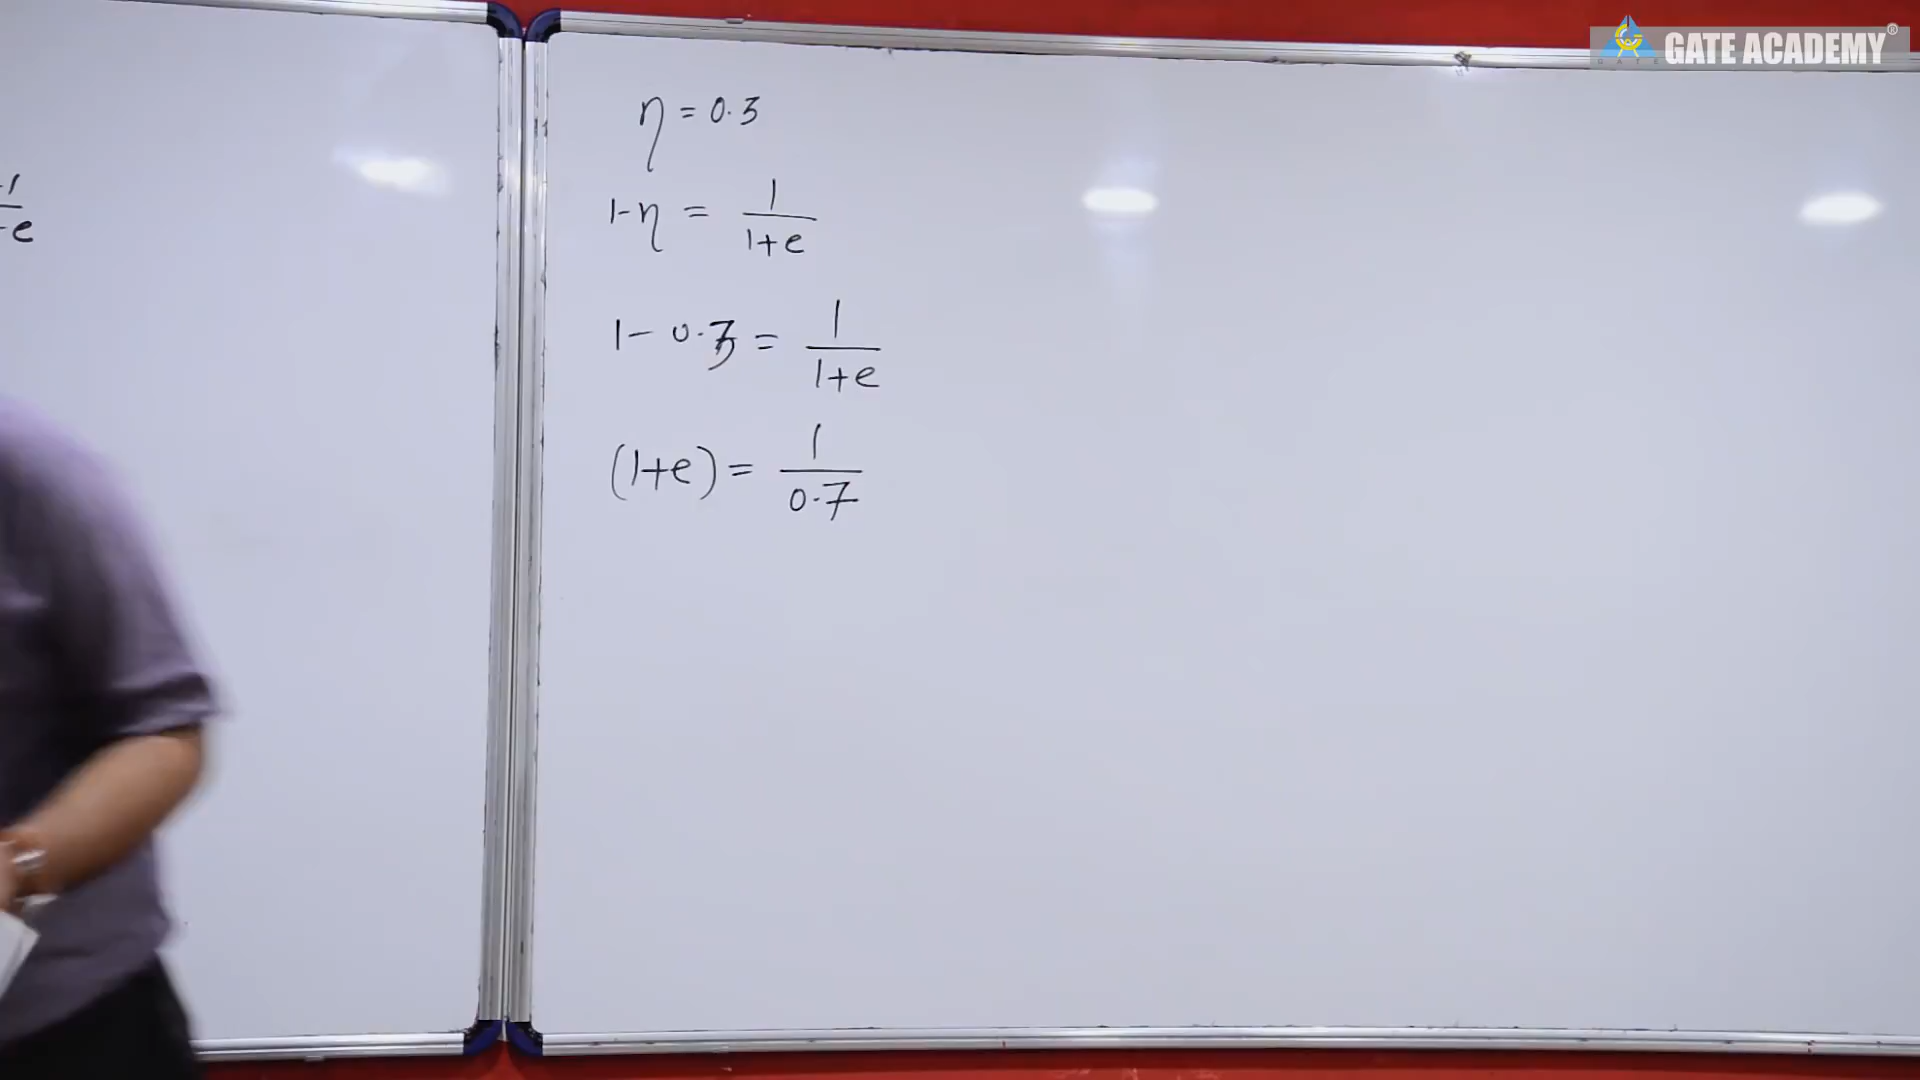 GATE ACADEMY®
η = 0.3
1-η = 1/(1+e)
1 - 0.3 = 1/(1+e)
(1+e) = 1/0.7